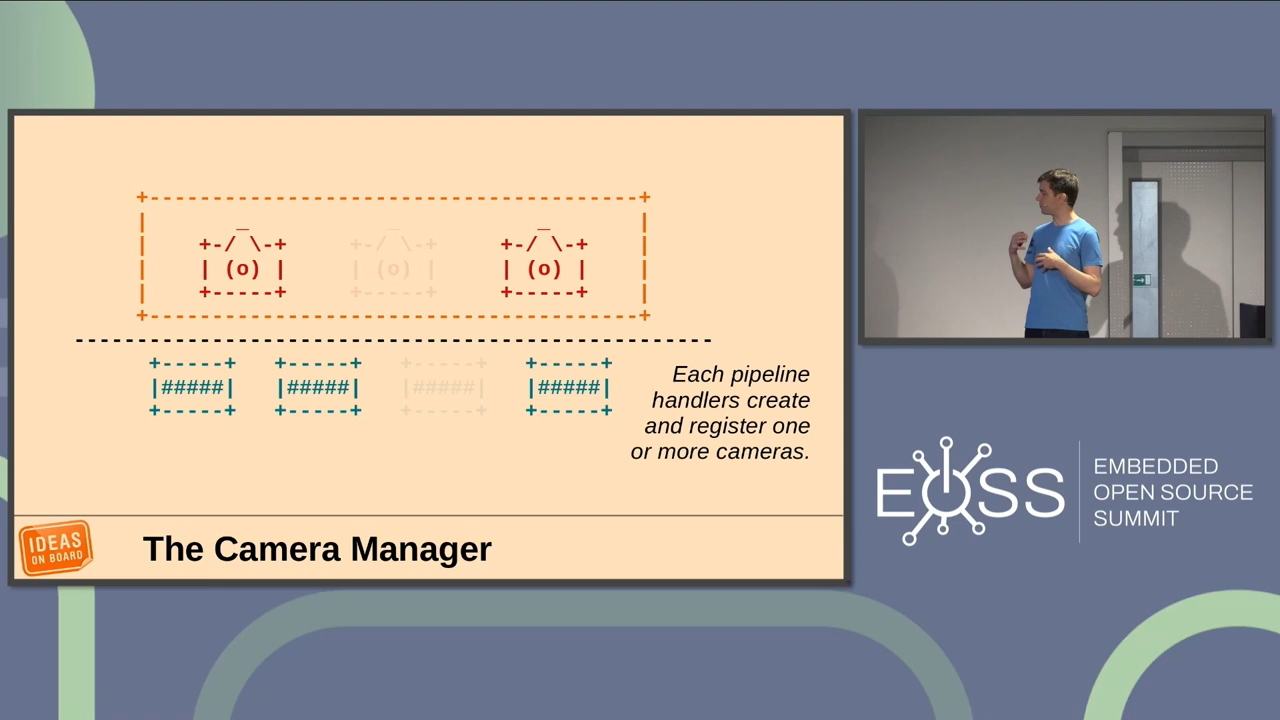 +-----------------------------------------+
| _ _ _ |
| +-/ \-+ +-/ \-+ +-/ \-+ |
| | (o) | | (o) | | (o) | |
| +-----+ +-----+ +-----+ |
+-----------------------------------------+
-----------------------------------------------------
+-----+ +-----+ +-----+ +-----+
|#####| |#####| |#####| |#####|
+-----+ +-----+ +-----+ +-----+
Each pipeline
handlers create
and register one
or more cameras.
IDEAS
ON BOARD
The Camera Manager
EOSS
EMBEDDED
OPEN SOURCE
SUMMIT